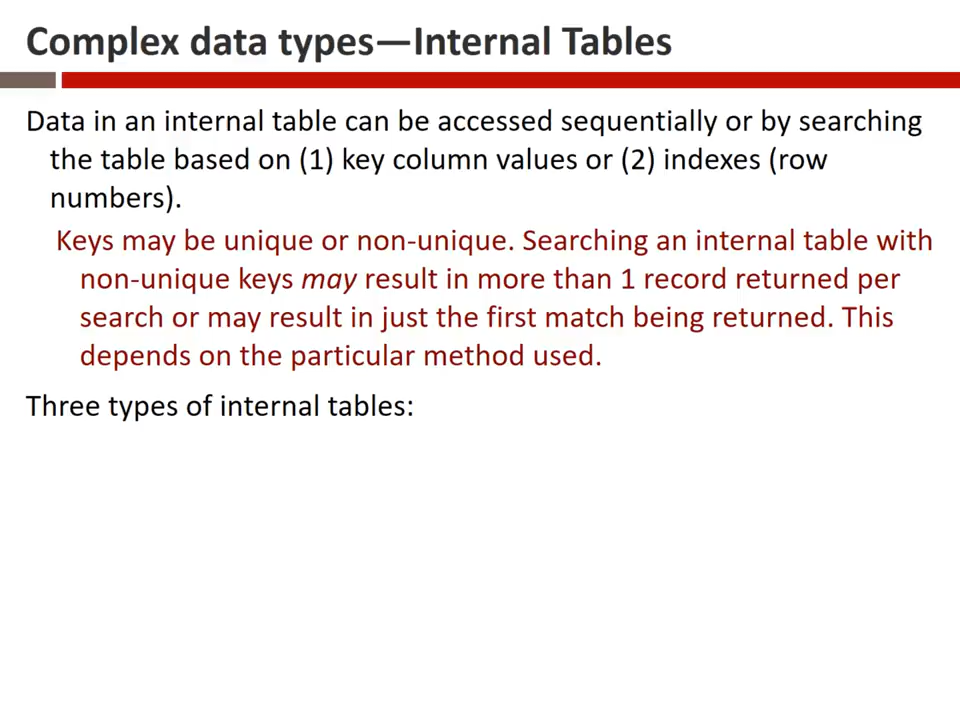 Complex data types—Internal Tables
Data in an internal table can be accessed sequentially or by searching
the table based on (1) key column values or (2) indexes (row
numbers).
Keys may be unique or non-unique. Searching an internal table with
non-unique keys may result in more than 1 record returned per
search or may result in just the first match being returned. This
depends on the particular method used.
Three types of internal tables: